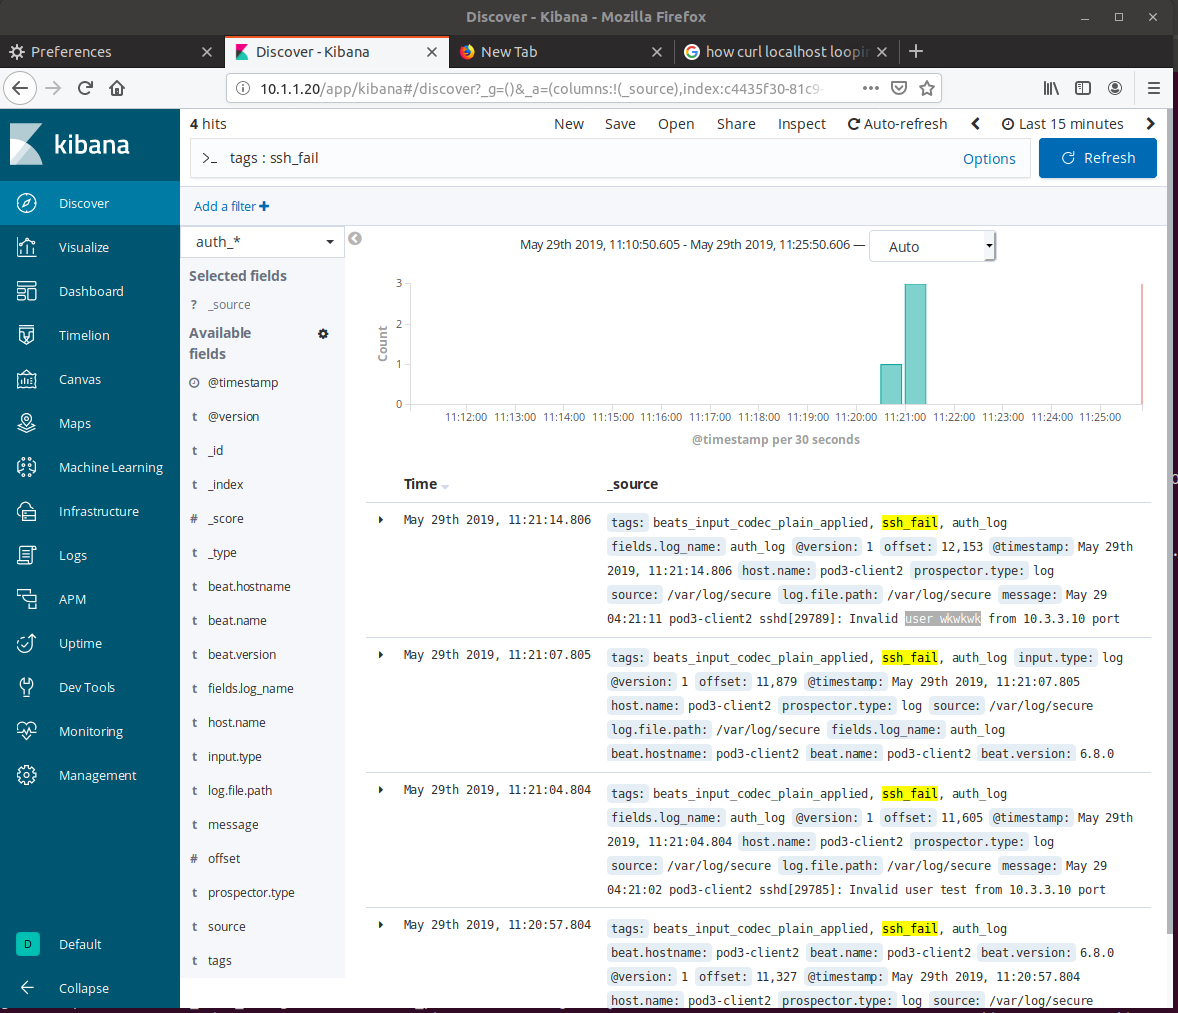 Discover - Kibana - Mozilla Firefox
Preferences
Discover - Kibana
New Tab
how curl localhost loopin
10.1.1.20/app/kibana#/discover?_g=()&_a=(columns:!(_source),index:c4435f30-81c9-
kibana
Discover
Visualize
Dashboard
Timelion
Canvas
Maps
Machine Learning
Infrastructure
Logs
APM
Uptime
Dev Tools
Monitoring
Management
D Default
Collapse
4 hits
New Save Open Share Inspect Auto-refresh Last 15 minutes
>_ tags : ssh_fail Options Refresh
Add a filter +
auth_*
Selected fields
? _source
Available
fields
@timestamp
t @version
t _id
t _index
# _score
t _type
t beat.hostname
t beat.name
t beat.version
t fields.log_name
t host.name
t input.type
t log.file.path
t message
# offset
t prospector.type
t source
t tags
May 29th 2019, 11:10:50.605 - May 29th 2019, 11:25:50.606 — Auto
Count
3
2
1
0
11:12:00 11:13:00 11:14:00 11:15:00 11:16:00 11:17:00 11:18:00 11:19:00 11:20:00 11:21:00 11:22:00 11:23:00 11:24:00 11:25:00
@timestamp per 30 seconds
Time _source
May 29th 2019, 11:21:14.806 tags: beats_input_codec_plain_applied, ssh_fail, auth_log
fields.log_name: auth_log @version: 1 offset: 12,153 @timestamp: May 29th
2019, 11:21:14.806 host.name: pod3-client2 prospector.type: log
source: /var/log/secure log.file.path: /var/log/secure message: May 29
04:21:11 pod3-client2 sshd[29789]: Invalid user wkwkwk from 10.3.3.10 port
May 29th 2019, 11:21:07.805 tags: beats_input_codec_plain_applied, ssh_fail, auth_log input.type: log
@version: 1 offset: 11,879 @timestamp: May 29th 2019, 11:21:07.805
host.name: pod3-client2 prospector.type: log source: /var/log/secure
log.file.path: /var/log/secure fields.log_name: auth_log
beat.hostname: pod3-client2 beat.name: pod3-client2 beat.version: 6.8.0
May 29th 2019, 11:21:04.804 tags: beats_input_codec_plain_applied, ssh_fail, auth_log
fields.log_name: auth_log @version: 1 offset: 11,605 @timestamp: May 29th
2019, 11:21:04.804 host.name: pod3-client2 prospector.type: log
source: /var/log/secure log.file.path: /var/log/secure message: May 29
04:21:02 pod3-client2 sshd[29785]: Invalid user test from 10.3.3.10 port
May 29th 2019, 11:20:57.804 tags: beats_input_codec_plain_applied, ssh_fail, auth_log
beat.hostname: pod3-client2 beat.name: pod3-client2 beat.version: 6.8.0
@version: 1 offset: 11,327 @timestamp: May 29th 2019, 11:20:57.804
host.name: pod3-client2 prospector.type: log source: /var/log/secure